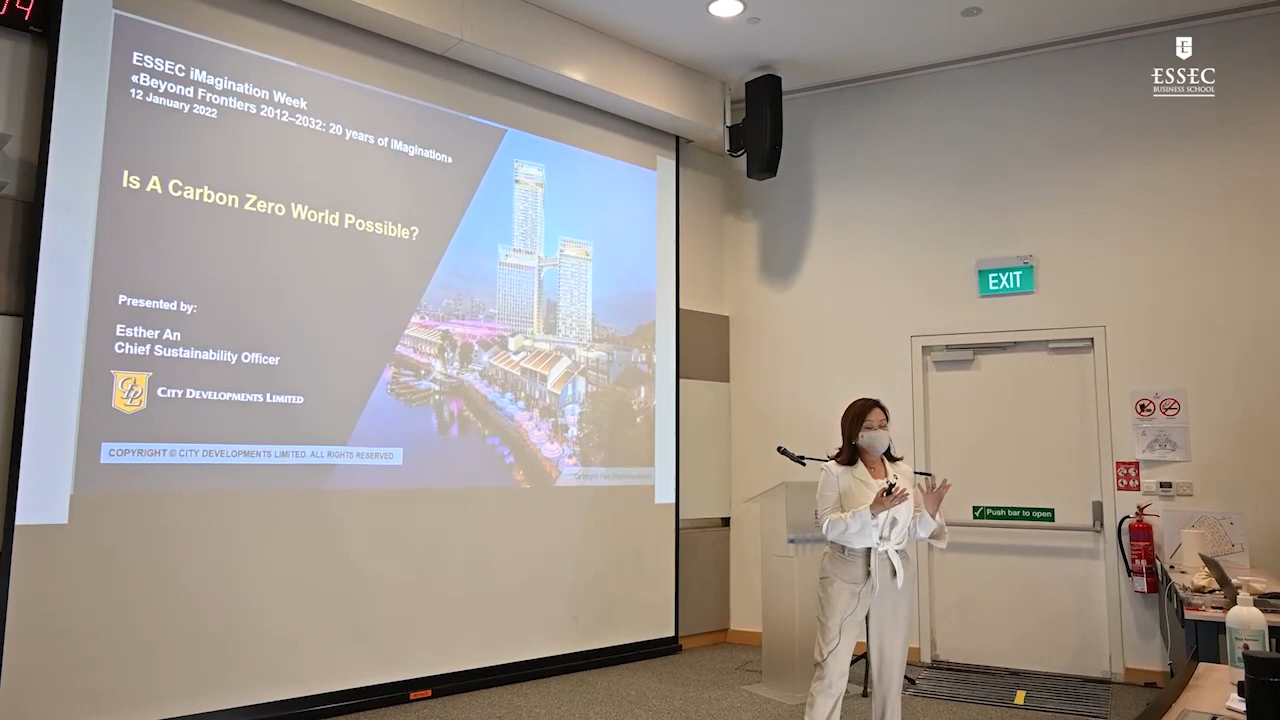 ESSEC iMagination Week
«Beyond Frontiers 2012–2032: 20 years of iMagination»
12 January 2022
Is A Carbon Zero World Possible?
Presented by:
Esther An
Chief Sustainability Officer
CDL
CITY DEVELOPMENTS LIMITED
COPYRIGHT © CITY DEVELOPMENTS LIMITED. ALL RIGHTS RESERVED
ESSEC
BUSINESS SCHOOL
EXIT
Push bar to open